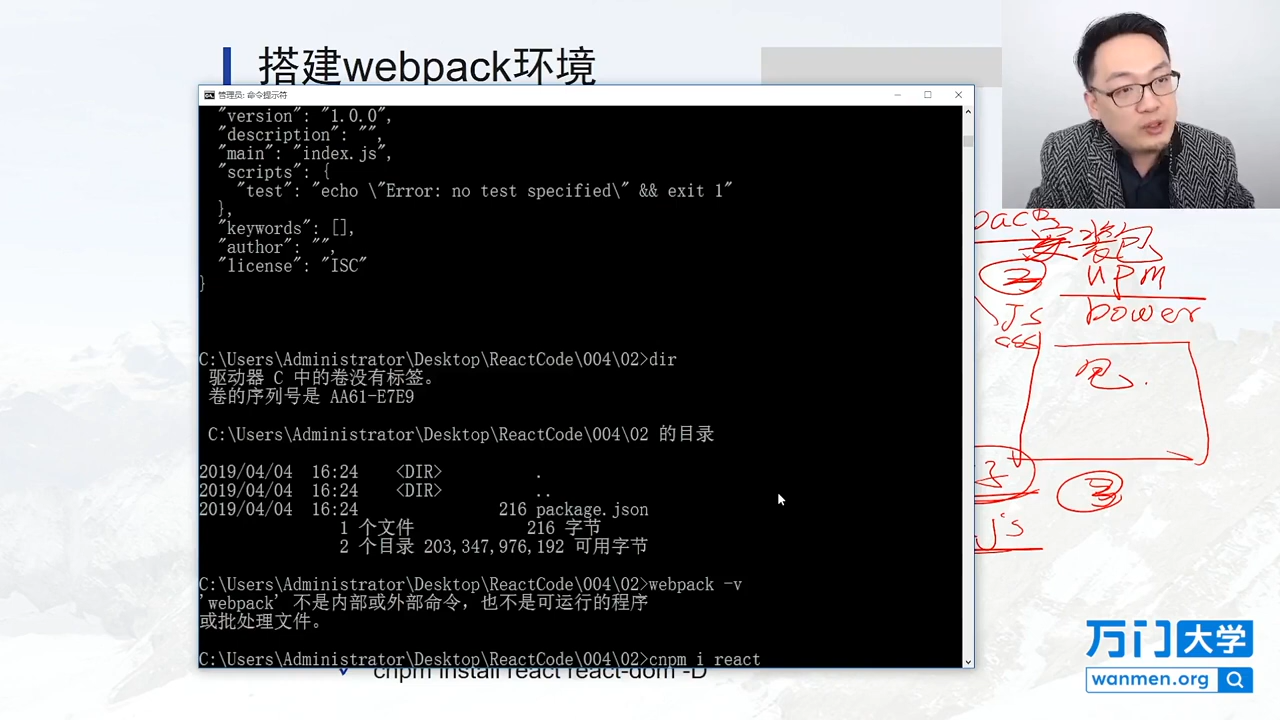 搭建webpack环境
管理员: 命令提示符
"version": "1.0.0",
"description": "",
"main": "index.js",
"scripts": {
"test": "echo \"Error: no test specified\" && exit 1"
},
"keywords": [],
"author": "",
"license": "ISC"
}
C:\Users\Administrator\Desktop\ReactCode\004\02>dir
驱动器 C 中的卷没有标签。
卷的序列号是 AA61-E7E9
C:\Users\Administrator\Desktop\ReactCode\004\02 的目录
2019/04/04 16:24 <DIR> .
2019/04/04 16:24 <DIR> ..
2019/04/04 16:24 216 package.json
1 个文件 216 字节
2 个目录 203,347,976,192 可用字节
C:\Users\Administrator\Desktop\ReactCode\004\02>webpack -v
'webpack' 不是内部或外部命令，也不是可运行的程序
或批处理文件。
C:\Users\Administrator\Desktop\ReactCode\004\02>cnpm i react
cnpm install react react-dom -D
安装包
npm
bower
js
css
包.
js
万门大学
wanmen.org